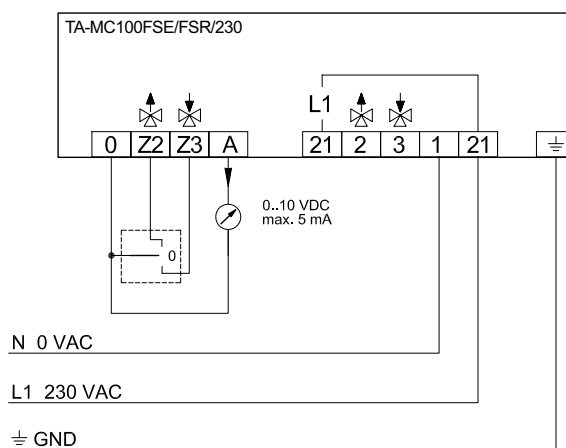 TA-MC100FSE/FSR/230
L1
0 Z2 Z3 A 21 2 3 1 21
0..10 VDC
max. 5 mA
0
N 0 VAC
L1 230 VAC
GND